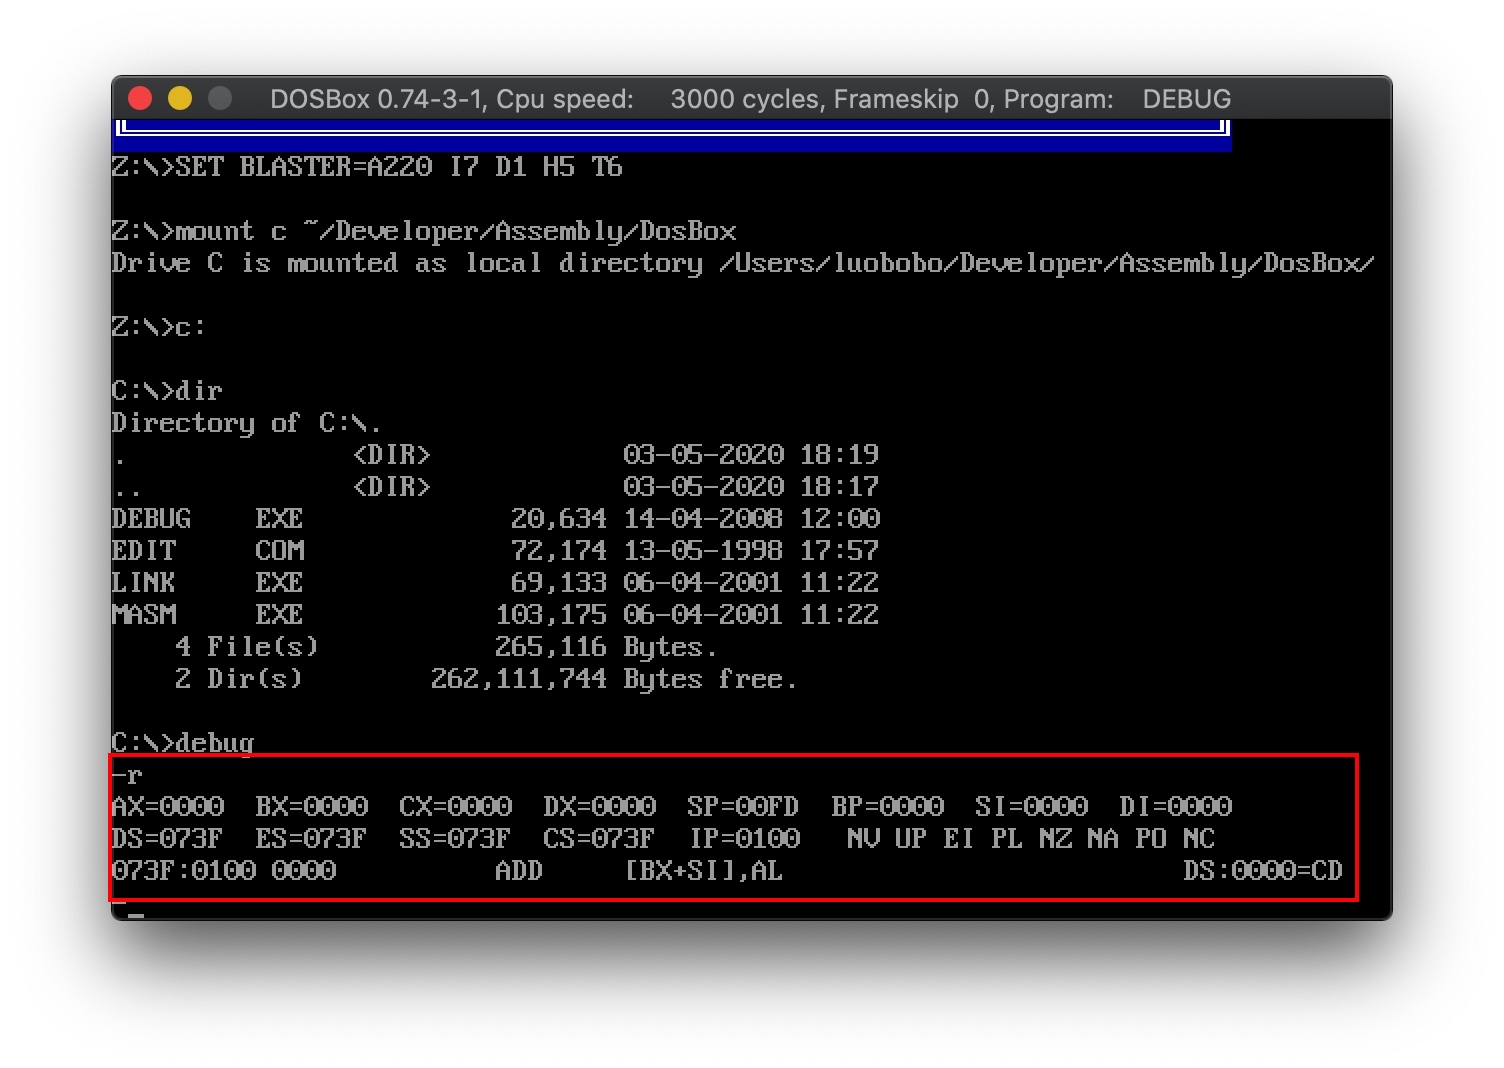 DOSBox 0.74-3-1, Cpu speed:    3000 cycles, Frameskip  0, Program:    DEBUG
Z:\>SET BLASTER=A220 I7 D1 H5 T6
Z:\>mount c ~/Developer/Assembly/DosBox
Drive C is mounted as local directory /Users/luobobo/Developer/Assembly/DosBox/
Z:\>c:
C:\>dir
Directory of C:\.
.              <DIR>            03-05-2020 18:19
..             <DIR>            03-05-2020 18:17
DEBUG    EXE             20,634 14-04-2008 12:00
EDIT     COM             72,174 13-05-1998 17:57
LINK     EXE             69,133 06-04-2001 11:22
MASM     EXE            103,175 06-04-2001 11:22
    4 File(s)           265,116 Bytes.
    2 Dir(s)        262,111,744 Bytes free.
C:\>debug
-r
AX=0000  BX=0000  CX=0000  DX=0000  SP=00FD  BP=0000  SI=0000  DI=0000
DS=073F  ES=073F  SS=073F  CS=073F  IP=0100   NV UP EI PL NZ NA PO NC
073F:0100 0000          ADD     [BX+SI],AL                         DS:0000=CD
-_